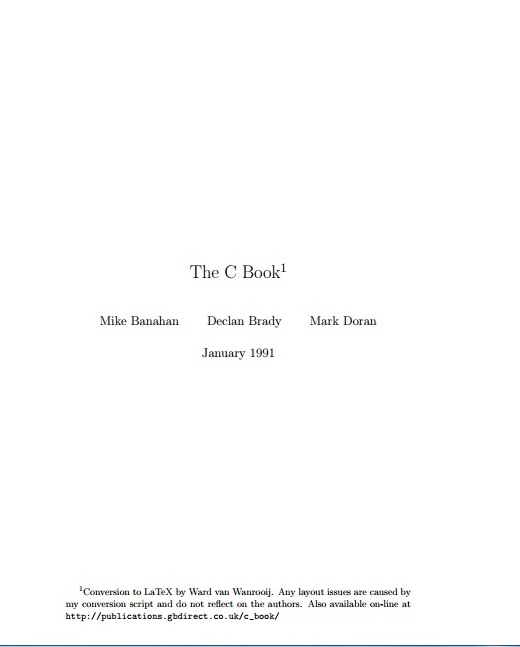 The C Book¹
Mike Banahan Declan Brady Mark Doran
January 1991
¹Conversion to LaTeX by Ward van Wanrooij. Any layout issues are caused by
my conversion script and do not reflect on the authors. Also available on-line at
http://publications.gbdirect.co.uk/c_book/